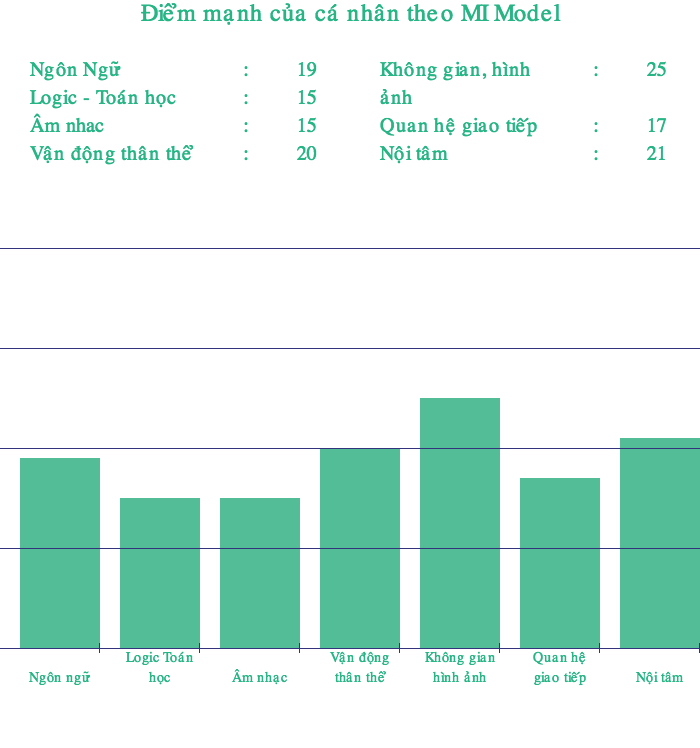 Điểm mạnh của cá nhân theo MI Model
Ngôn Ngữ : 19
Logic - Toán học : 15
Âm nhac : 15
Vận động thân thể : 20
Không gian, hình : 25
ảnh
Quan hệ giao tiếp : 17
Nội tâm : 21
Ngôn ngữ
Logic Toán
học
Âm nhạc
Vận động
thân thể
Không gian
hình ảnh
Quan hệ
giao tiếp
Nội tâm